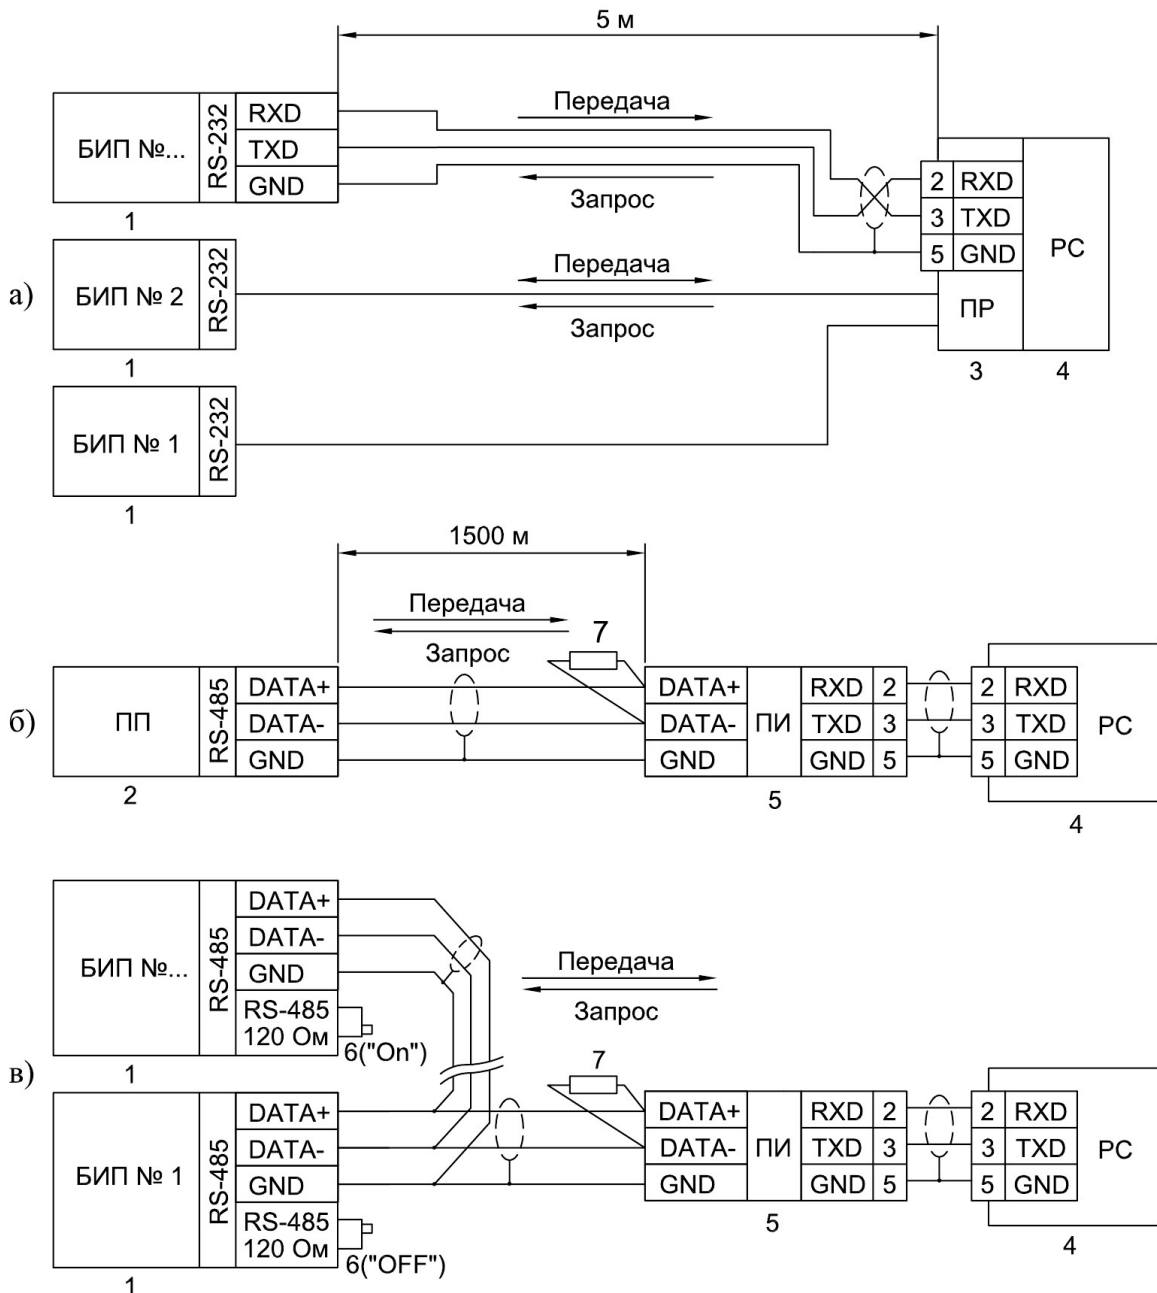 5 м
Передача
БИП №...
RS-232
RXD
TXD
GND
1
Запрос
2 RXD
3 TXD
5 GND
PC
ПР
3
4
а)
БИП № 2
RS-232
1
Передача
Запрос
БИП № 1
RS-232
1
1500 м
Передача
Запрос
7
б)
ПП
RS-485
DATA+
DATA-
GND
2
DATA+
DATA-
GND
ПИ
RXD 2
TXD 3
GND 5
5
2 RXD
3 TXD
5 GND
PC
4
в)
БИП №...
RS-485
DATA+
DATA-
GND
RS-485
120 Ом
6("On")
1
Передача
Запрос
7
БИП № 1
RS-485
DATA+
DATA-
GND
RS-485
120 Ом
6("OFF")
1
DATA+
DATA-
GND
ПИ
RXD 2
TXD 3
GND 5
5
2 RXD
3 TXD
5 GND
PC
4